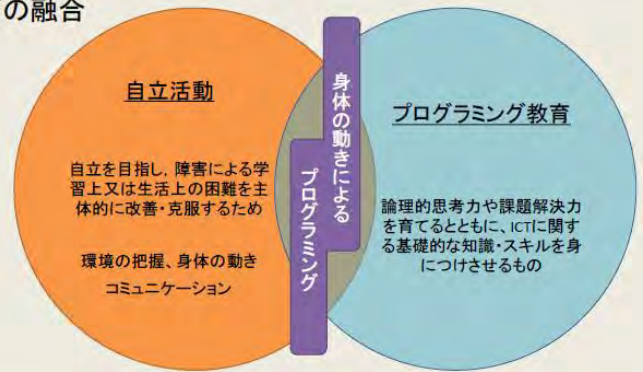 の融合
自立活動
自立を目指し，障害による学
習上又は生活上の困難を主
体的に改善・克服するため
環境の把握、身体の動き
コミュニケーション
身体の動きによる
プログラミング
プログラミング教育
論理的思考力や課題解決力
を育てるとともに、ICTに関す
る基礎的な知識・スキルを身
につけさせるもの